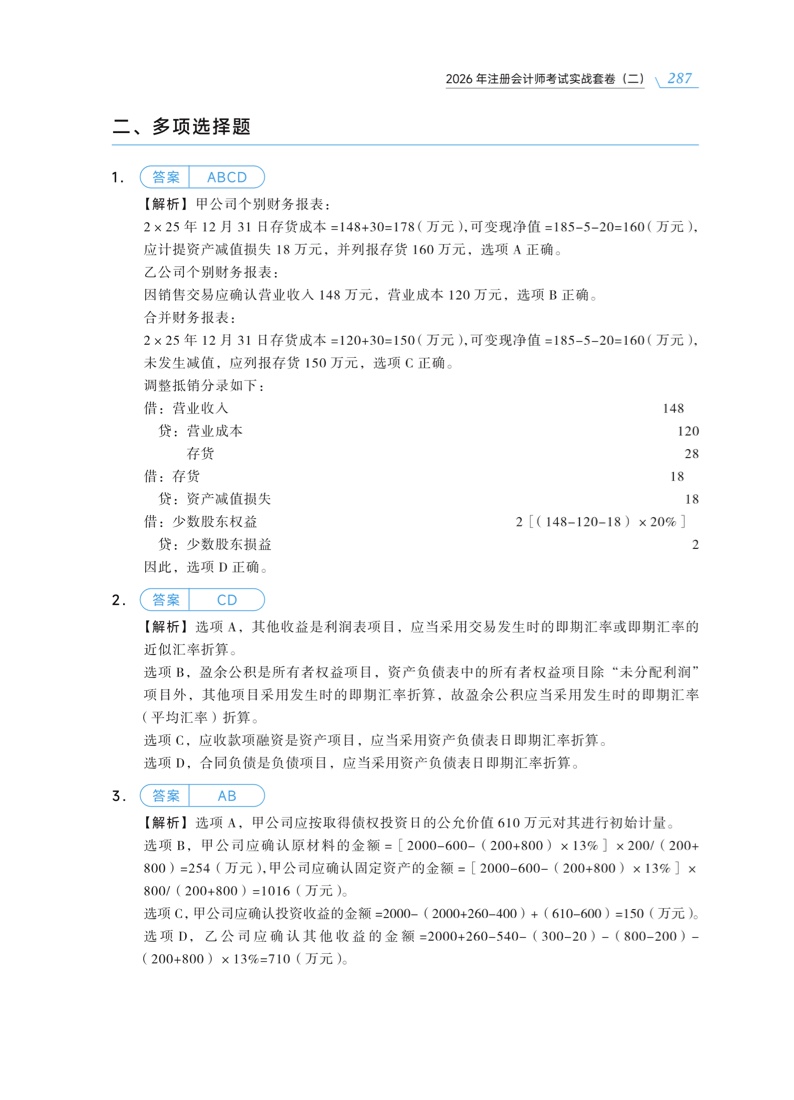 2026 年注册会计师考试实战套卷（二） 287
二、多项选择题
1. 答案 ABCD
【解析】甲公司个别财务报表：
2×25 年 12 月 31 日存货成本 =148+30=178（万元），可变现净值 =185-5-20=160（万元），
应计提资产减值损失 18 万元，并列报存货 160 万元，选项 A 正确。
乙公司个别财务报表：
因销售交易应确认营业收入 148 万元，营业成本 120 万元，选项 B 正确。
合并财务报表：
2×25 年 12 月 31 日存货成本 =120+30=150（万元），可变现净值 =185-5-20=160（万元），
未发生减值，应列报存货 150 万元，选项 C 正确。
调整抵销分录如下：
借：营业收入 148
贷：营业成本 120
存货 28
借：存货 18
贷：资产减值损失 18
借：少数股东权益 2［（148-120-18）×20%］
贷：少数股东损益 2
因此，选项 D 正确。
2. 答案 CD
【解析】选项 A，其他收益是利润表项目，应当采用交易发生时的即期汇率或即期汇率的
近似汇率折算。
选项 B，盈余公积是所有者权益项目，资产负债表中的所有者权益项目除“未分配利润”
项目外，其他项目采用发生时的即期汇率折算，故盈余公积应当采用发生时的即期汇率
（平均汇率）折算。
选项 C，应收款项融资是资产项目，应当采用资产负债表日即期汇率折算。
选项 D，合同负债是负债项目，应当采用资产负债表日即期汇率折算。
3. 答案 AB
【解析】选项 A，甲公司应按取得债权投资日的公允价值 610 万元对其进行初始计量。
选项 B，甲公司应确认原材料的金额 =［2000-600-（200+800）×13%］×200/（200+
800）=254（万元），甲公司应确认固定资产的金额 =［2000-600-（200+800）×13%］×
800/（200+800）=1016（万元）。
选项 C，甲公司应确认投资收益的金额 =2000-（2000+260-400）+（610-600）=150（万元）。
选项 D，乙公司应确认其他收益的金额 =2000+260-540-（300-20）-（800-200）-
（200+800）×13%=710（万元）。